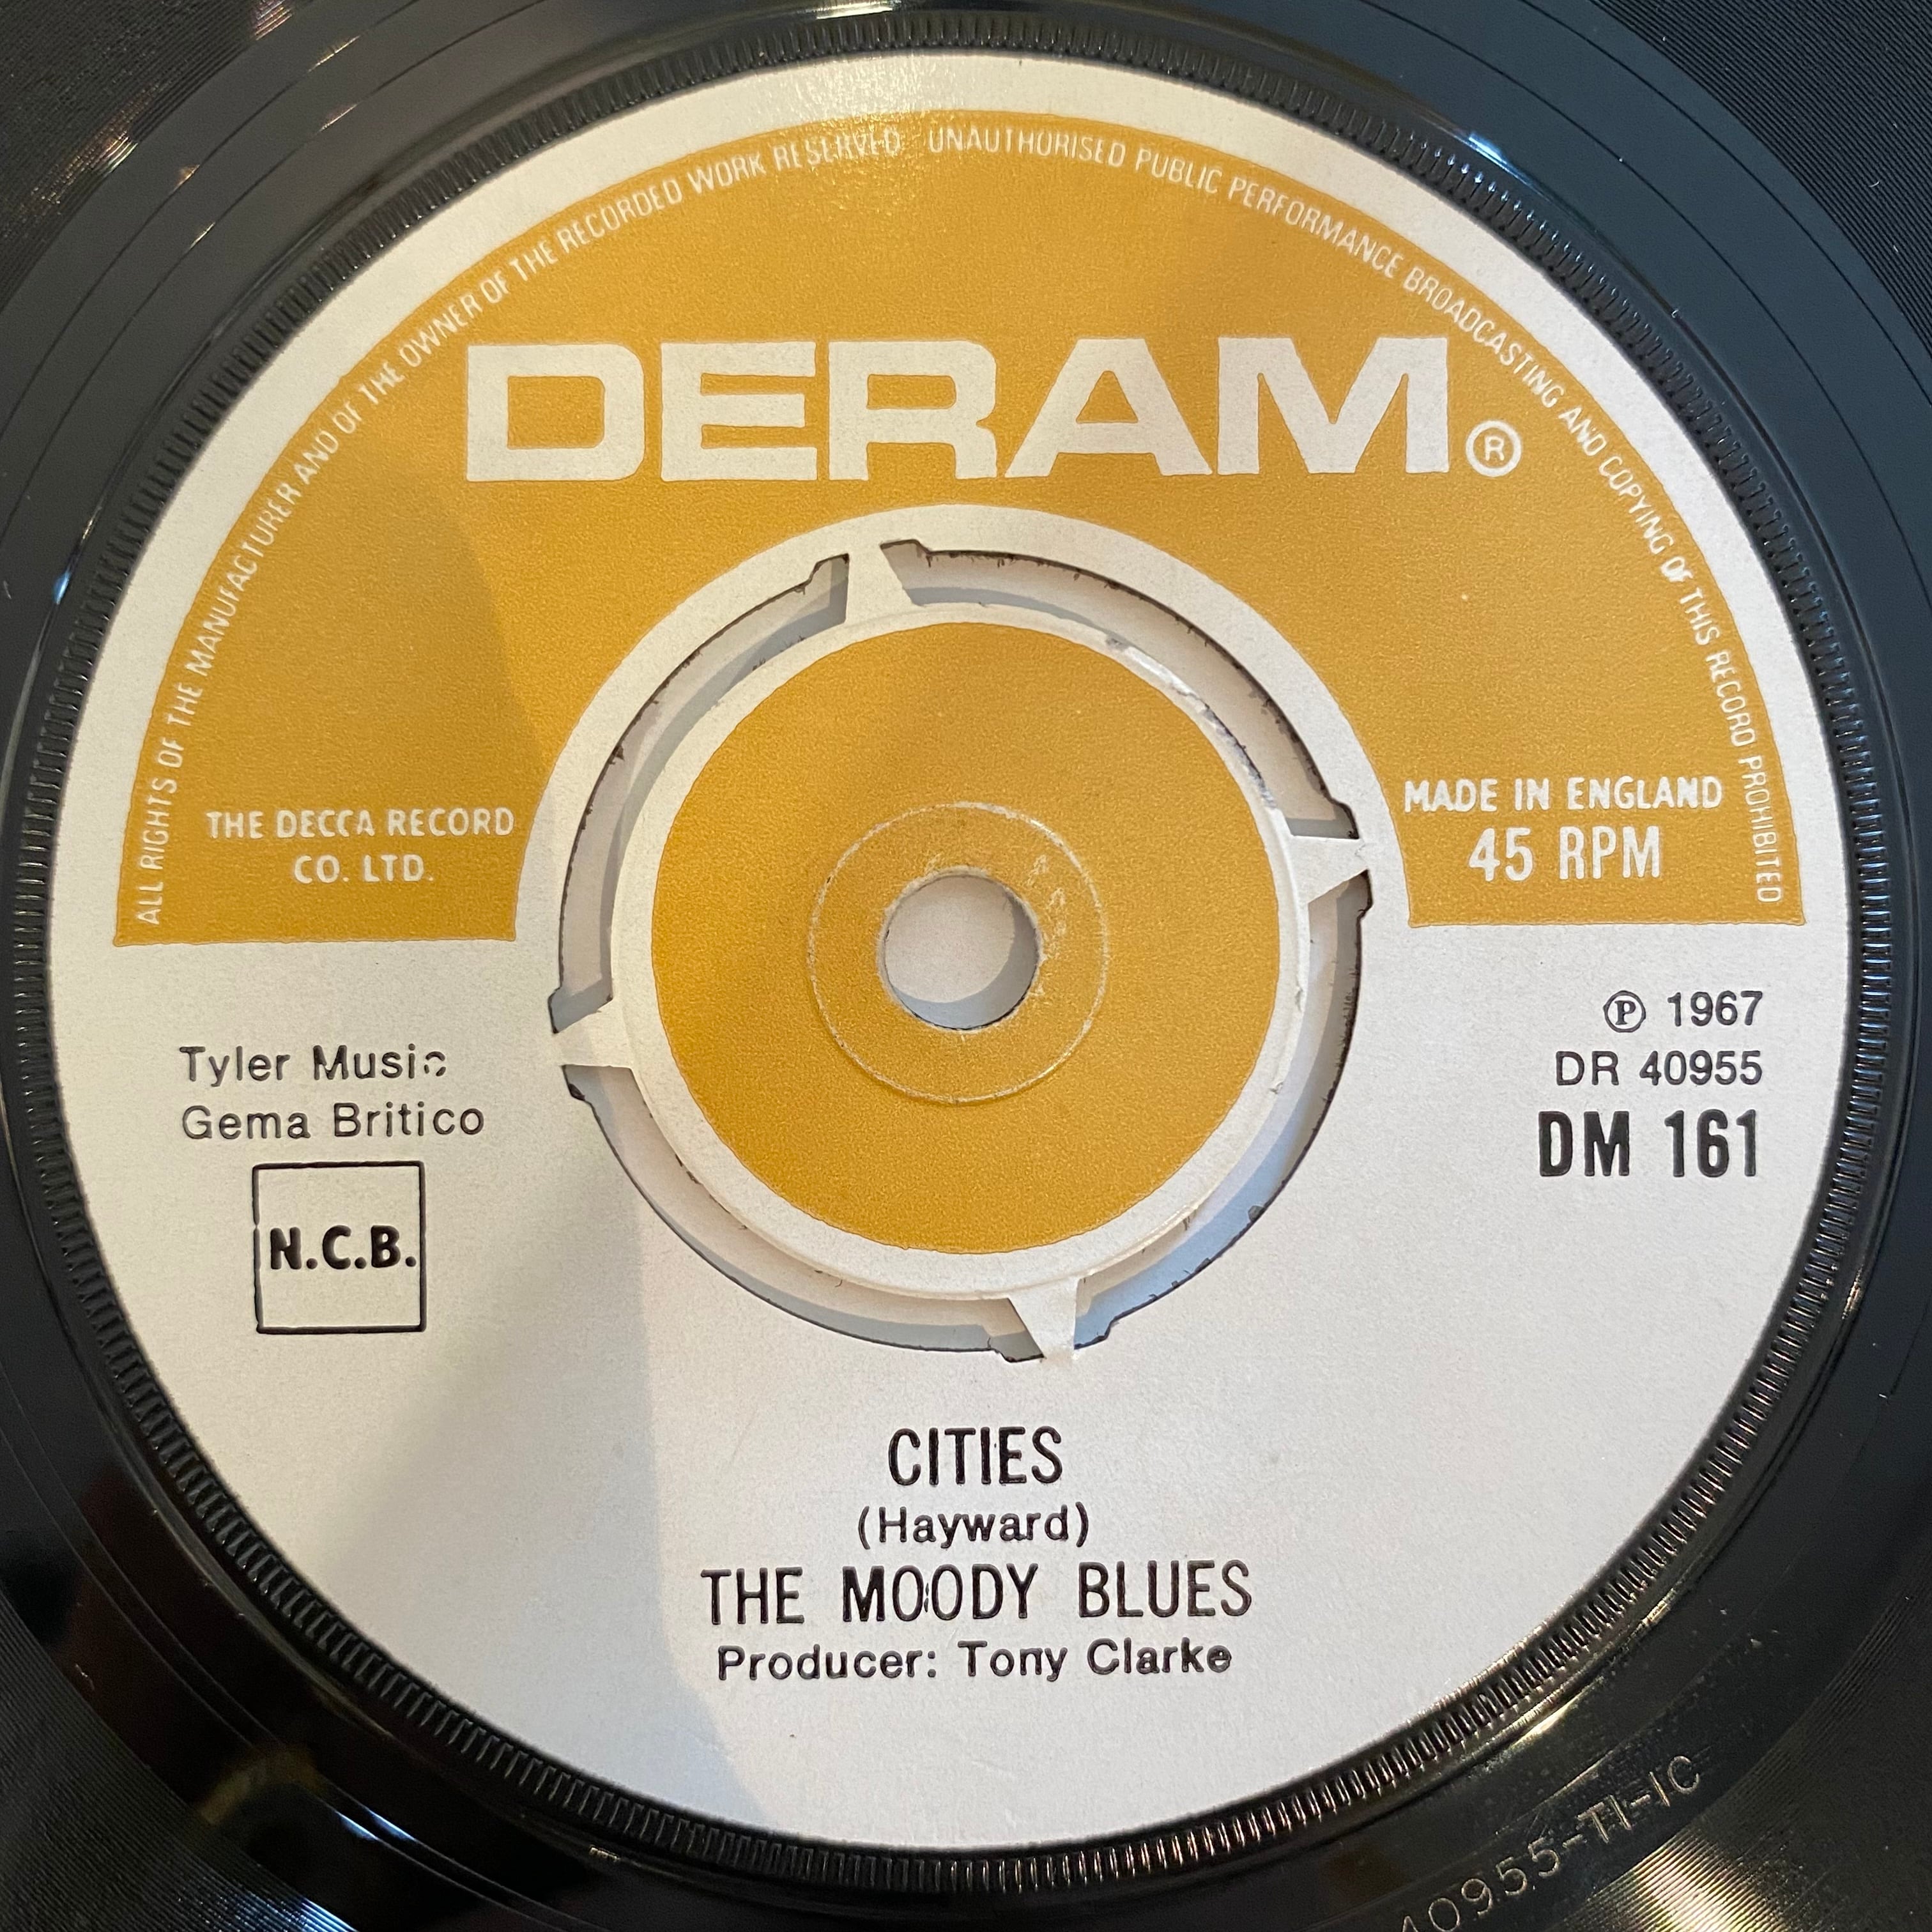 ALL RIGHTS OF THE MANUFACTURER AND OF THE OWNER OF THE RECORDED WORK RESERVED UNAUTHORISED PUBLIC PERFORMANCE BROADCASTING AND COPYING OF THIS RECORD PROHIBITED
DERAM®
THE DECCA RECORD
CO. LTD.
MADE IN ENGLAND
45 RPM
Tyler Music
Gema Britico
N.C.B.
℗ 1967
DR 40955
DM 161
CITIES
(Hayward)
THE MOODY BLUES
Producer: Tony Clarke
40955-T1-1C